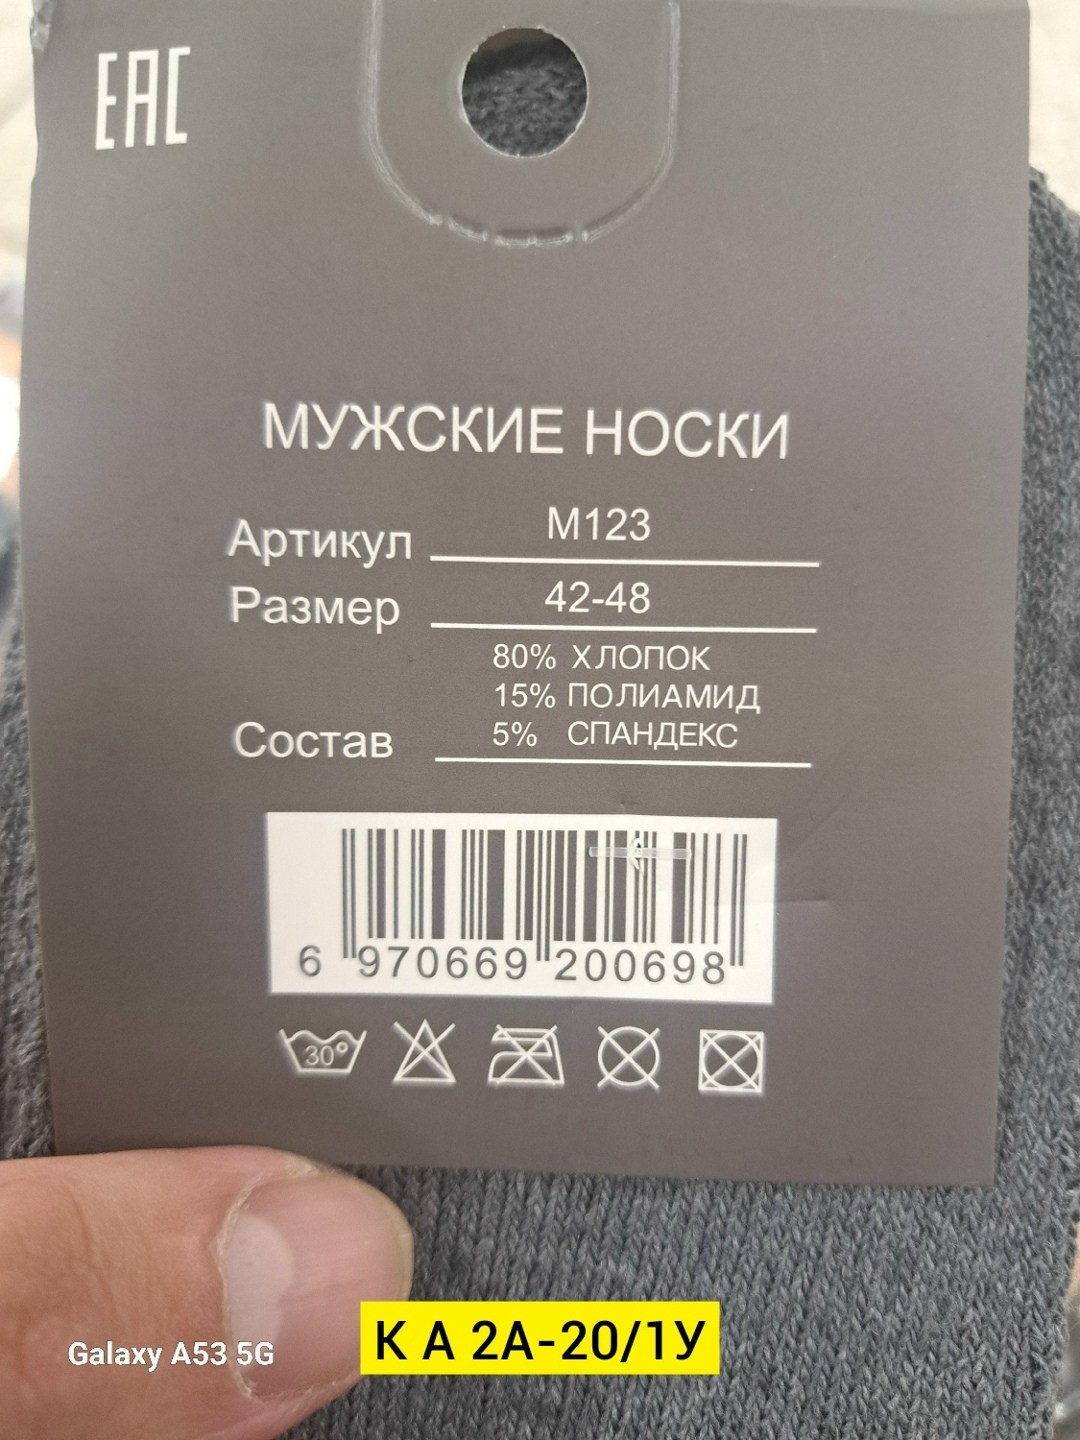 EAC
МУЖСКИЕ НОСКИ
Артикул М123
Размер 42-48
80% ХЛОПОК
15% ПОЛИАМИД
Состав 5% СПАНДЕКС
6 970669 200698
30°
Galaxy A53 5G
К А 2А-20/1У